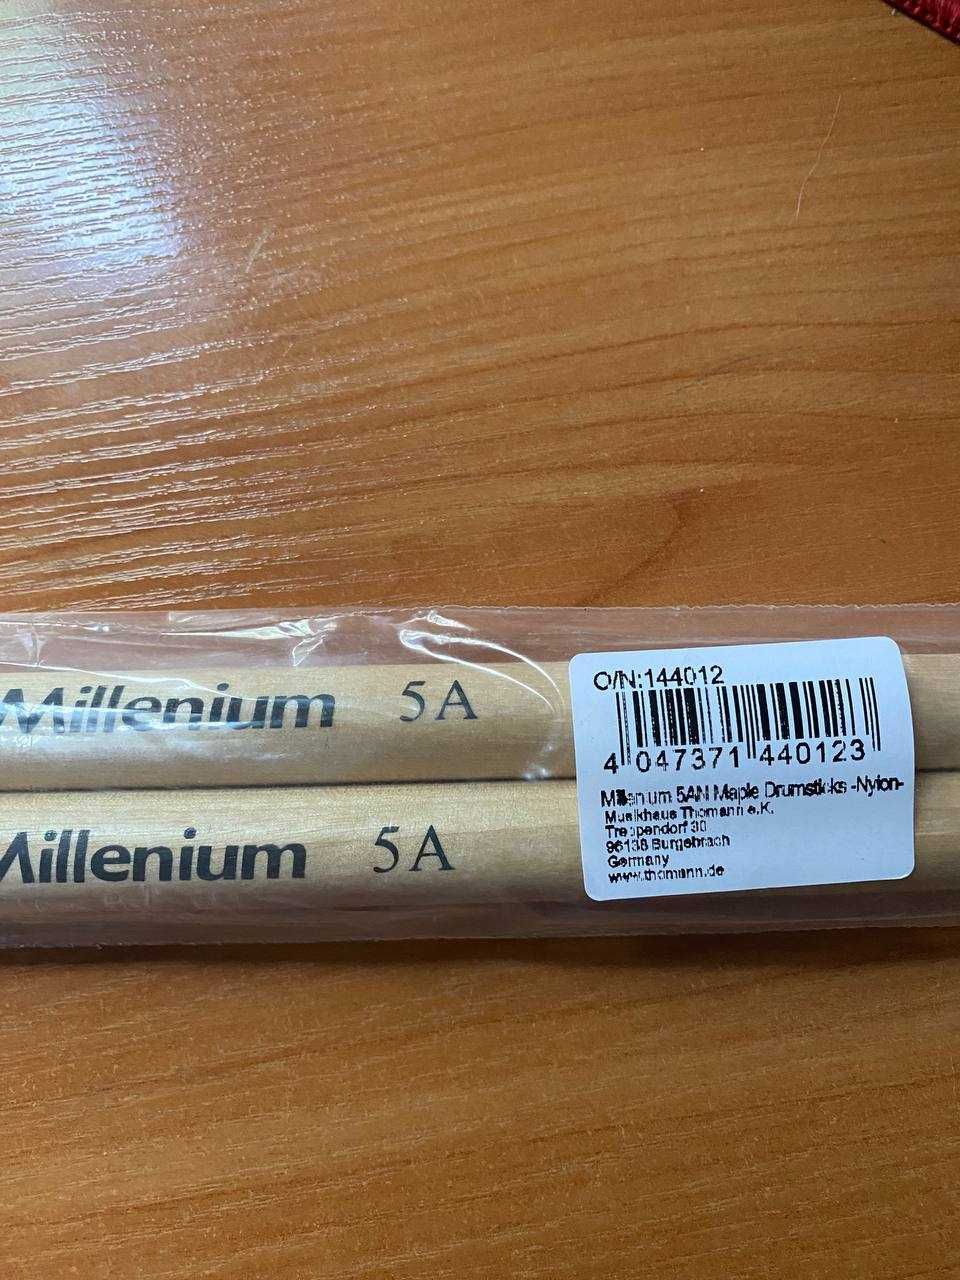 Millenium 5A
Millenium 5A
O/N:144012
4 047371 440123
Millenium 5AN Maple Drumsticks -Nylon-
Musikhaus Thomann e.K.
Treppendorf 30
96138 Burgebrach
Germany
www.thomann.de